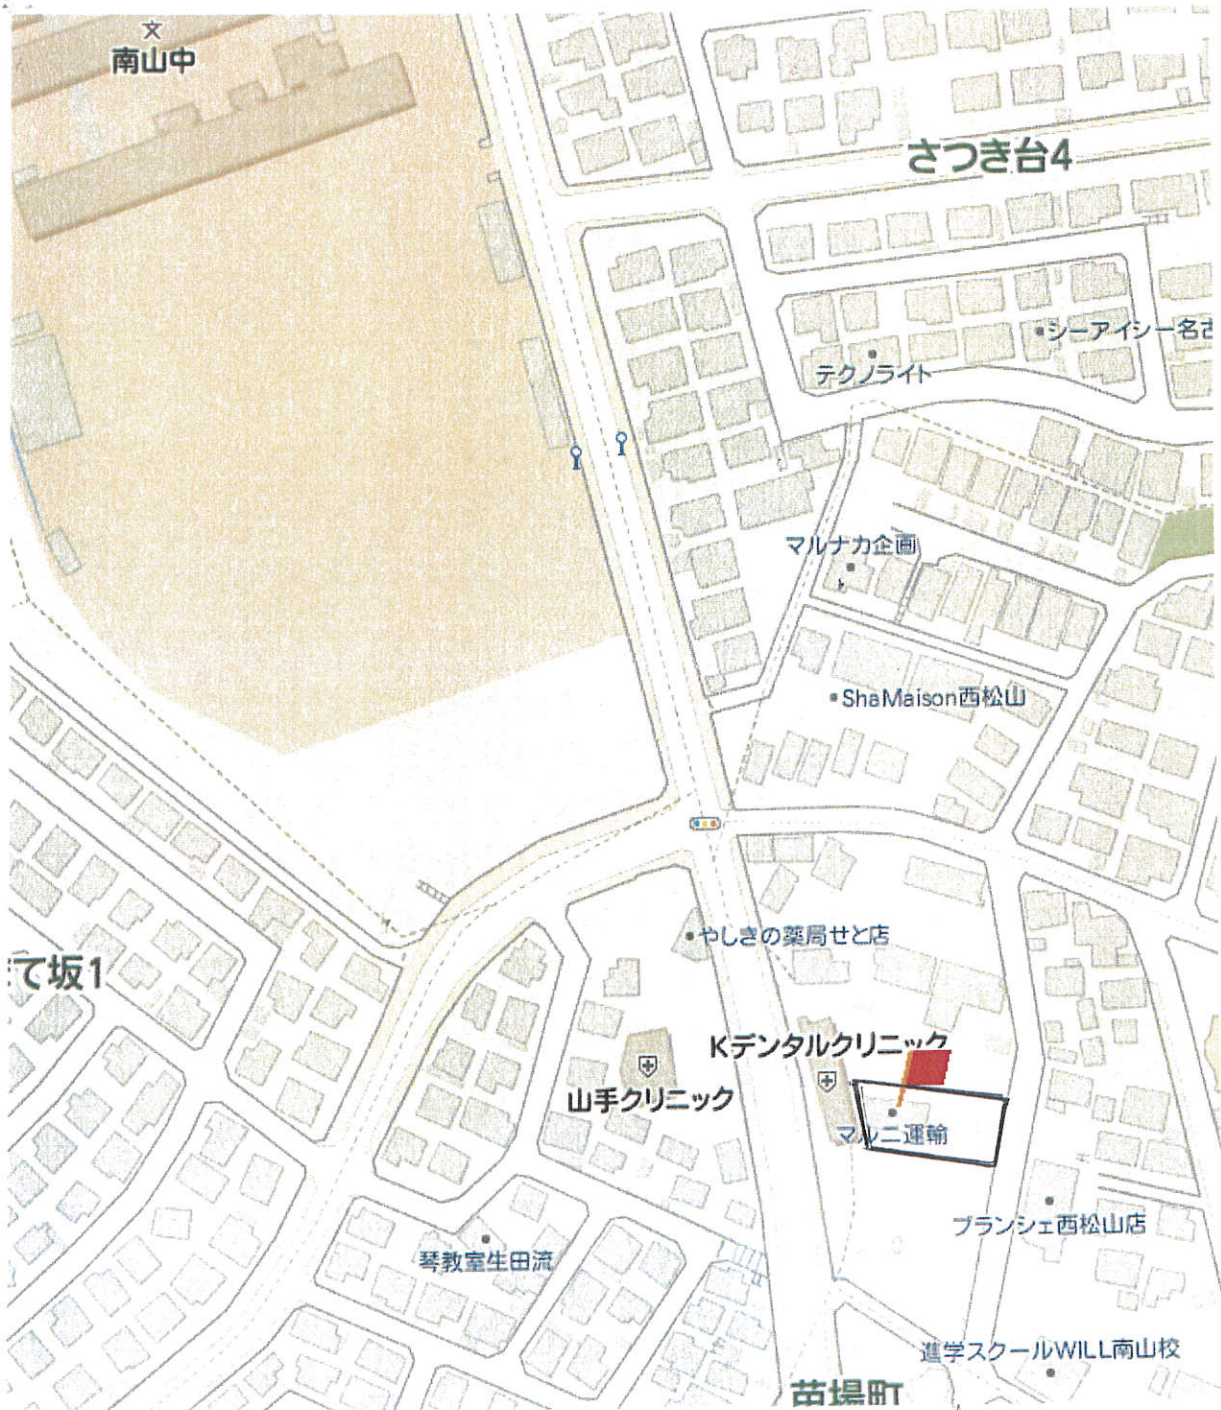 文
南山中
さつき台4
シーアイシー名古
テクノライト
マルナカ企画
ShaMaison西松山
やしきの薬局せと店
て坂1
Kデンタルクリニック
山手クリニック
マルニ運輸
ブランシェ西松山店
琴教室生田流
進学スクールWILL南山校
苗場町